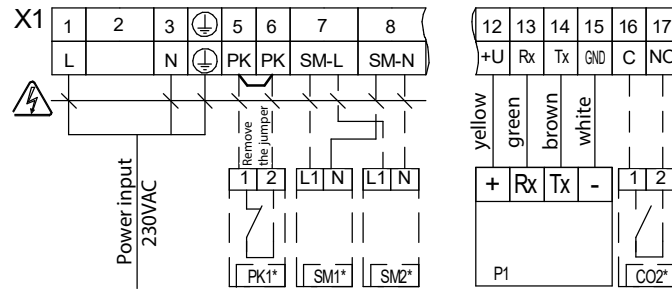 X1 1 2 3 5 6 7 8 12 13 14 15 16 17
L N PK PK SM-L SM-N +U Rx Tx GND C NO
yellow green brown white
Remove
the jumper
Power input
230VAC
1 2 L1 N L1 N + Rx Tx - 1 2
PK1* SM1* SM2* P1 CO2*